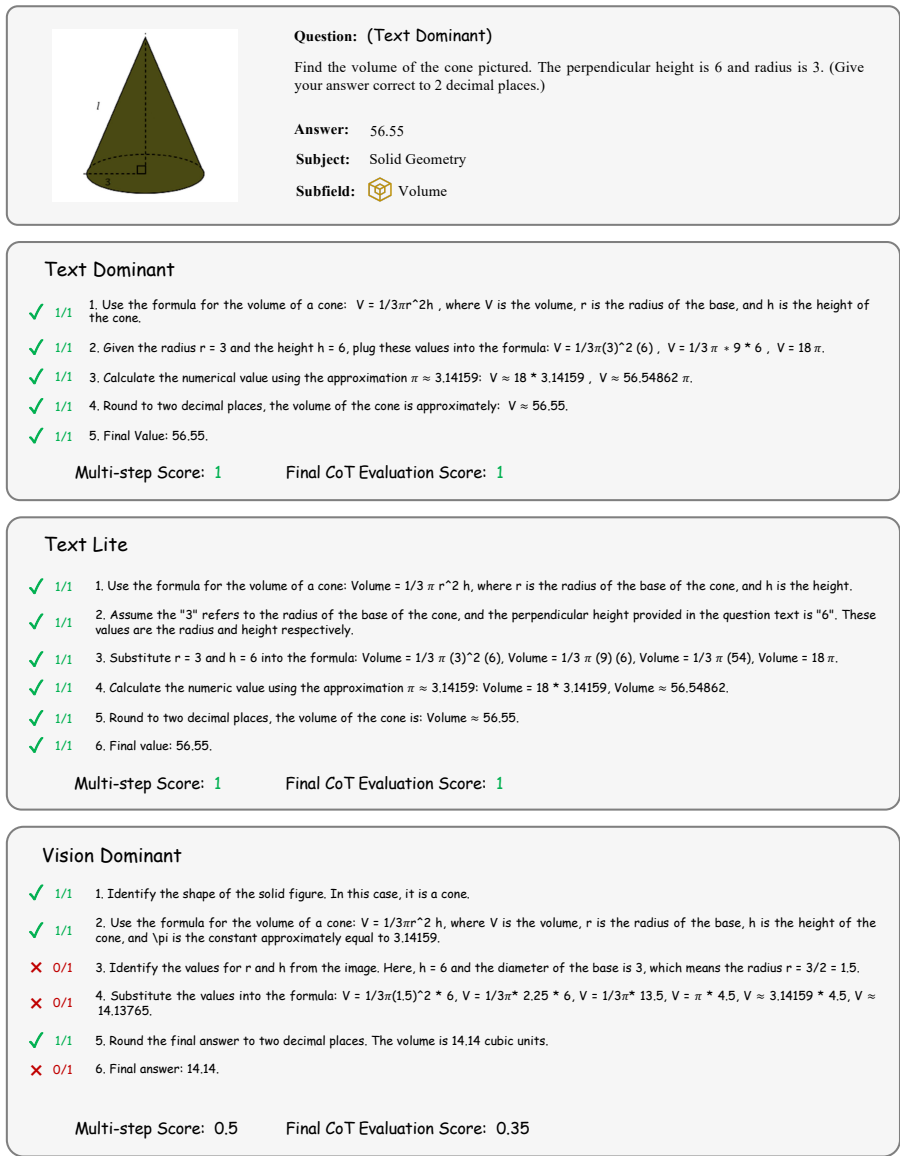 l
3
Question: (Text Dominant)
Find the volume of the cone pictured. The perpendicular height is 6 and radius is 3. (Give
your answer correct to 2 decimal places.)
Answer: 56.55
Subject: Solid Geometry
Subfield: Volume
Text Dominant
✓ 1/1 1. Use the formula for the volume of a cone: V = 1/3πr^2h , where V is the volume, r is the radius of the base, and h is the height of
the cone.
✓ 1/1 2. Given the radius r = 3 and the height h = 6, plug these values into the formula: V = 1/3π(3)^2 (6) , V = 1/3 π * 9 * 6 , V = 18 π.
✓ 1/1 3. Calculate the numerical value using the approximation π ≈ 3.14159: V ≈ 18 * 3.14159 , V ≈ 56.54862 π.
✓ 1/1 4. Round to two decimal places, the volume of the cone is approximately: V ≈ 56.55.
✓ 1/1 5. Final Value: 56.55.
Multi-step Score: 1 Final CoT Evaluation Score: 1
Text Lite
✓ 1/1 1. Use the formula for the volume of a cone: Volume = 1/3 π r^2 h, where r is the radius of the base of the cone, and h is the height.
✓ 1/1 2. Assume the "3" refers to the radius of the base of the cone, and the perpendicular height provided in the question text is "6". These
values are the radius and height respectively.
✓ 1/1 3. Substitute r = 3 and h = 6 into the formula: Volume = 1/3 π (3)^2 (6), Volume = 1/3 π (9) (6), Volume = 1/3 π (54), Volume = 18 π.
✓ 1/1 4. Calculate the numeric value using the approximation π ≈ 3.14159: Volume = 18 * 3.14159, Volume ≈ 56.54862.
✓ 1/1 5. Round to two decimal places, the volume of the cone is: Volume ≈ 56.55.
✓ 1/1 6. Final value: 56.55.
Multi-step Score: 1 Final CoT Evaluation Score: 1
Vision Dominant
✓ 1/1 1. Identify the shape of the solid figure. In this case, it is a cone.
✓ 1/1 2. Use the formula for the volume of a cone: V = 1/3πr^2 h, where V is the volume, r is the radius of the base, h is the height of the
cone, and \pi is the constant approximately equal to 3.14159.
✕ 0/1 3. Identify the values for r and h from the image. Here, h = 6 and the diameter of the base is 3, which means the radius r = 3/2 = 1.5.
✕ 0/1 4. Substitute the values into the formula: V = 1/3π(1.5)^2 * 6, V = 1/3π* 2.25 * 6, V = 1/3π* 13.5, V = π * 4.5, V ≈ 3.14159 * 4.5, V ≈
14.13765.
✓ 1/1 5. Round the final answer to two decimal places. The volume is 14.14 cubic units.
✕ 0/1 6. Final answer: 14.14.
Multi-step Score: 0.5 Final CoT Evaluation Score: 0.35